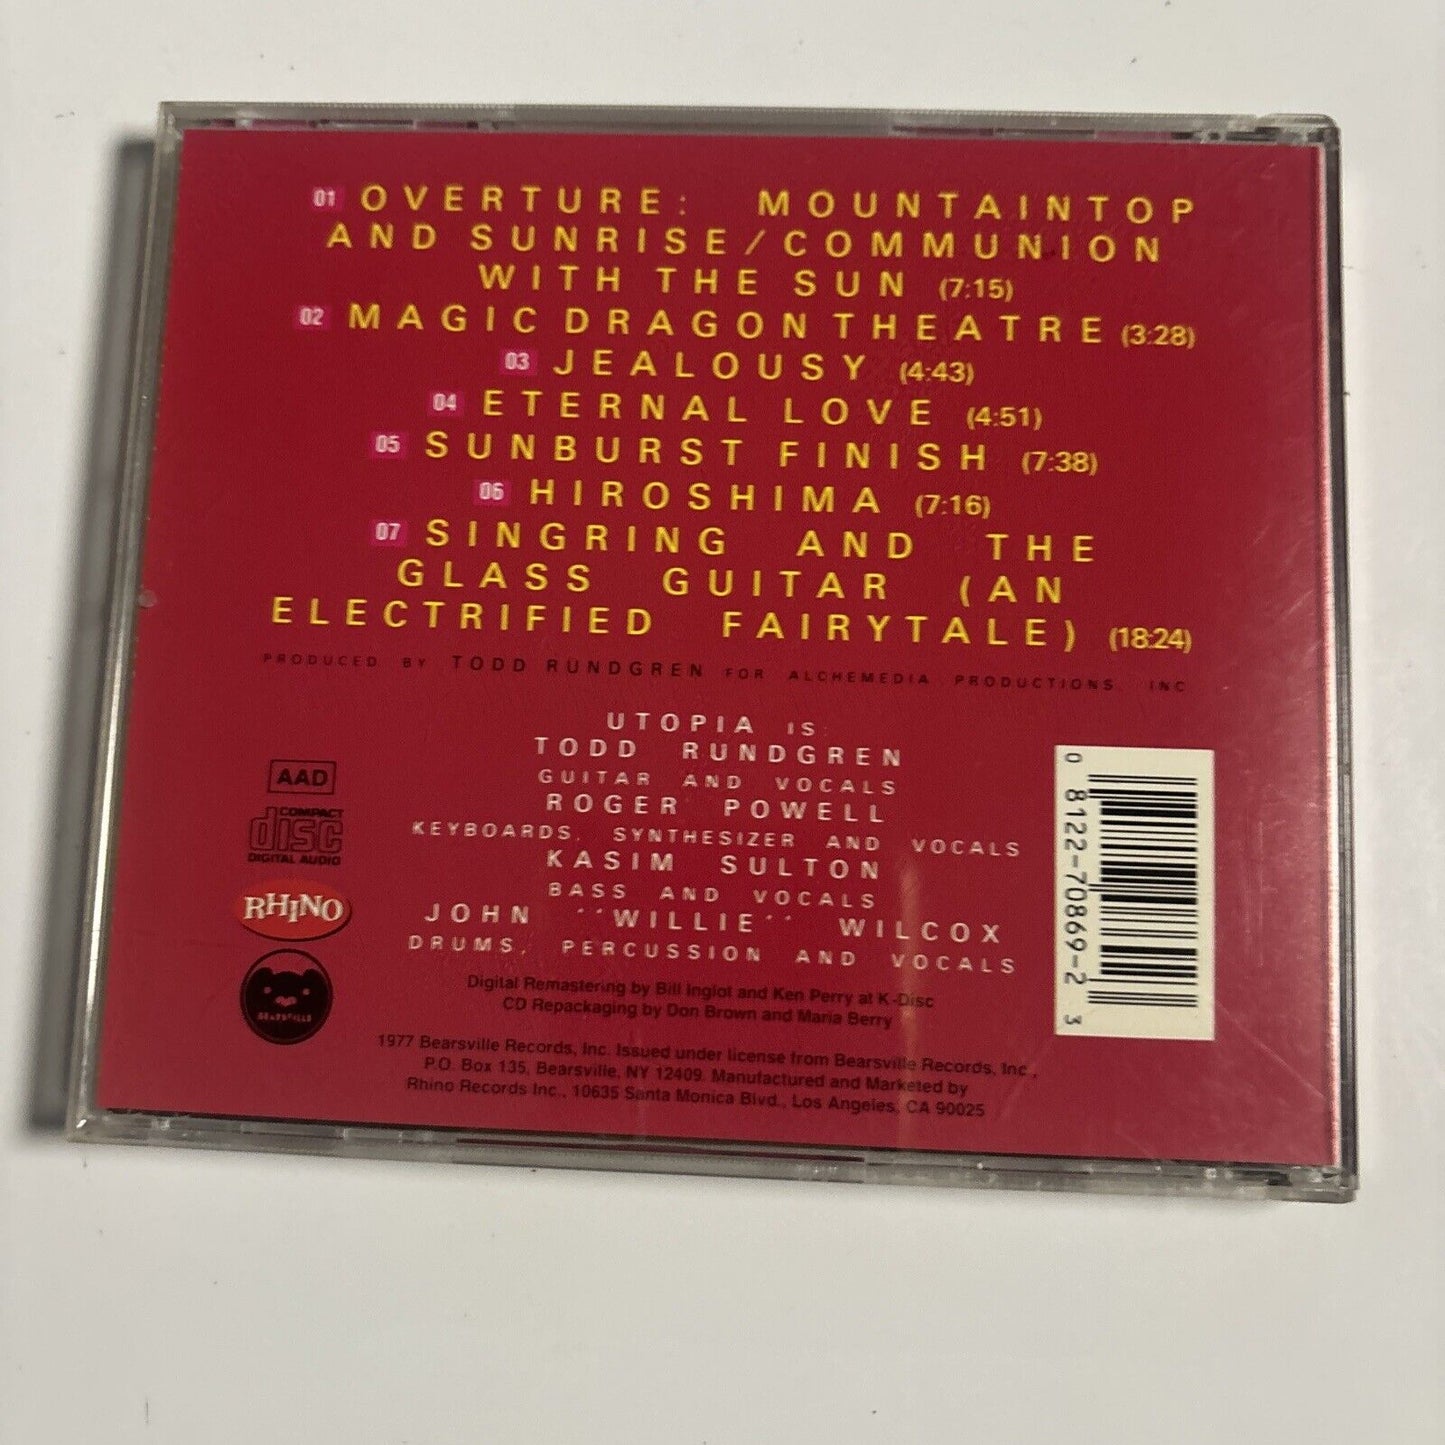 01 OVERTURE: MOUNTAINTOP
AND SUNRISE/COMMUNION
WITH THE SUN (7:15)
02 MAGIC DRAGON THEATRE (3:28)
03 JEALOUSY (4:43)
04 ETERNAL LOVE (4:51)
05 SUNBURST FINISH (7:38)
06 HIROSHIMA (7:16)
07 SINGRING AND THE
GLASS GUITAR (AN
ELECTRIFIED FAIRYTALE) (18:24)
PRODUCED BY TODD RUNDGREN FOR ALCHEMEDIA PRODUCTIONS, INC
UTOPIA IS:
TODD RUNDGREN
GUITAR AND VOCALS
ROGER POWELL
KEYBOARDS, SYNTHESIZER AND VOCALS
KASIM SULTON
BASS AND VOCALS
JOHN "WILLIE" WILCOX
DRUMS, PERCUSSION AND VOCALS
Digital Remastering by Bill Inglot and Ken Perry at K-Disc
CD Repackaging by Don Brown and Maria Berry
1977 Bearsville Records, Inc. Issued under license from Bearsville Records, Inc.,
P.O. Box 135, Bearsville, NY 12409. Manufactured and Marketed by
Rhino Records Inc., 10635 Santa Monica Blvd., Los Angeles, CA 90025
AAD
COMPACT
disc
DIGITAL AUDIO
RHINO
BEARSVILLE
0 8122-70869-2 3